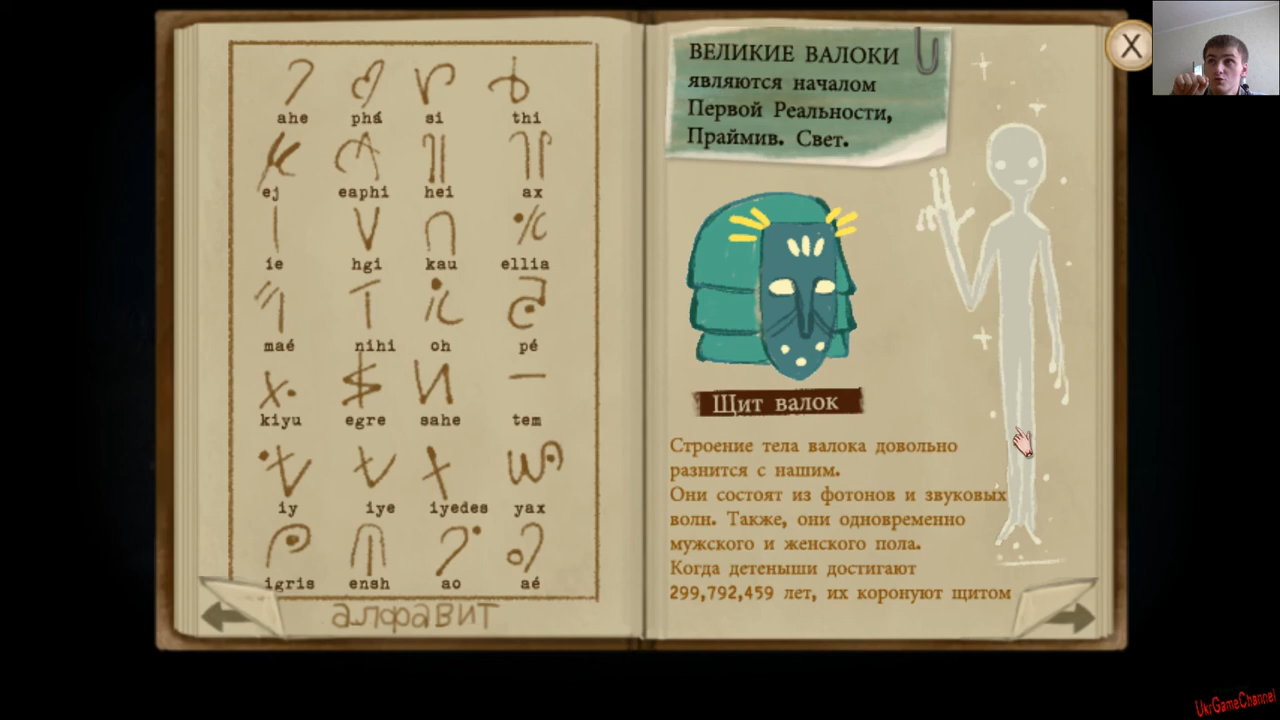 ahe phá si thi
ej eaphi hei ax
ie hgi kau ellia
maé nihi oh pé
kiyu egre sahe tem
iy iye iyedes yax
igris ensh ao aé
алфавит
ВЕЛИКИЕ ВАЛОКИ
являются началом
Первой Реальности,
Праймив. Свет.
Щит валок
Строение тела валока довольно
разнится с нашим.
Они состоят из фотонов и звуковых
волн. Также, они одновременно
мужского и женского пола.
Когда детеныши достигают
299,792,459 лет, их коронуют щитом
X
UkrGameChannel